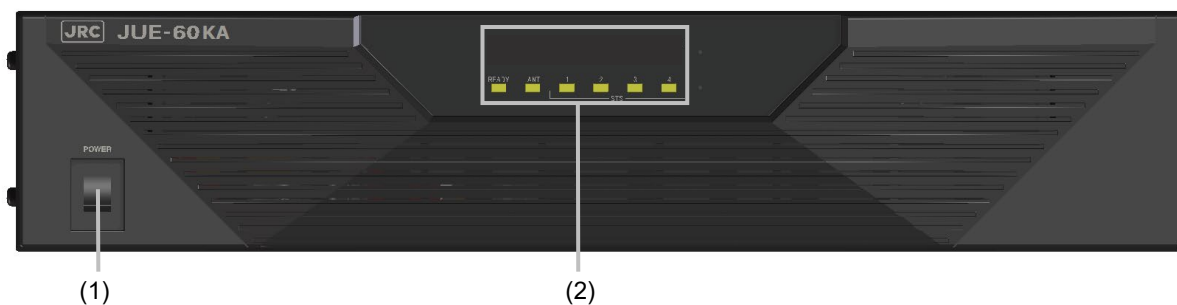 JRC JUE-60KA
READY ANT 1 2 3 4
STS
POWER
(1) (2)